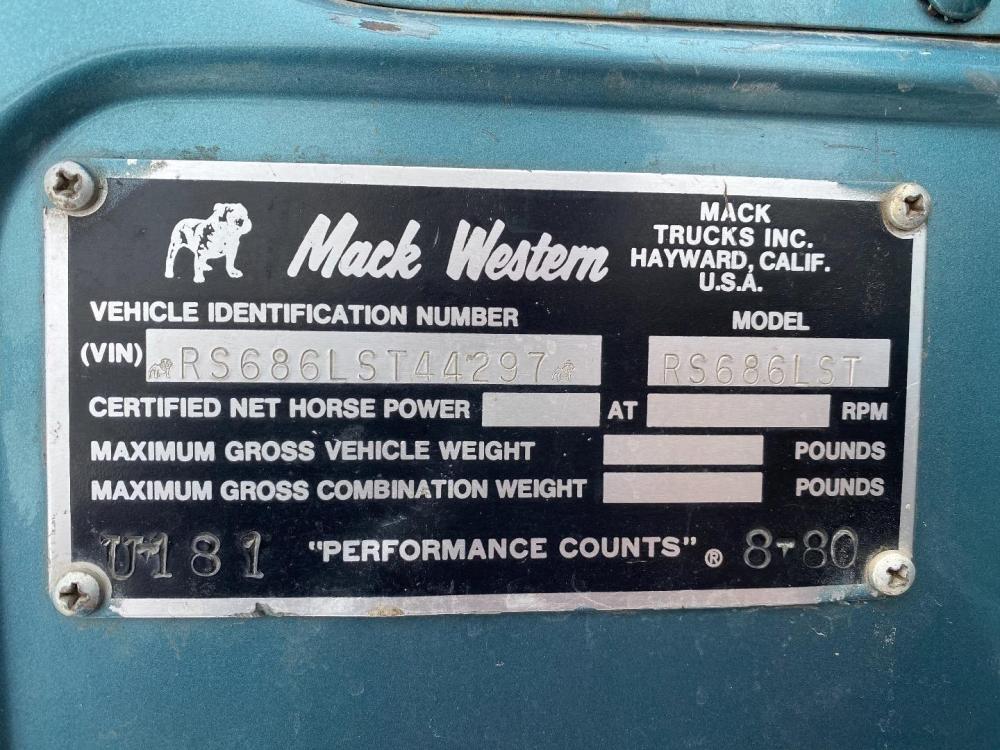 Mack Western
MACK
TRUCKS INC.
HAYWARD, CALIF.
U.S.A.
VEHICLE IDENTIFICATION NUMBER
MODEL
(VIN) RS686LST44297 RS686LST
CERTIFIED NET HORSE POWER AT RPM
MAXIMUM GROSS VEHICLE WEIGHT POUNDS
MAXIMUM GROSS COMBINATION WEIGHT POUNDS
U-181 "PERFORMANCE COUNTS" ® 8-80